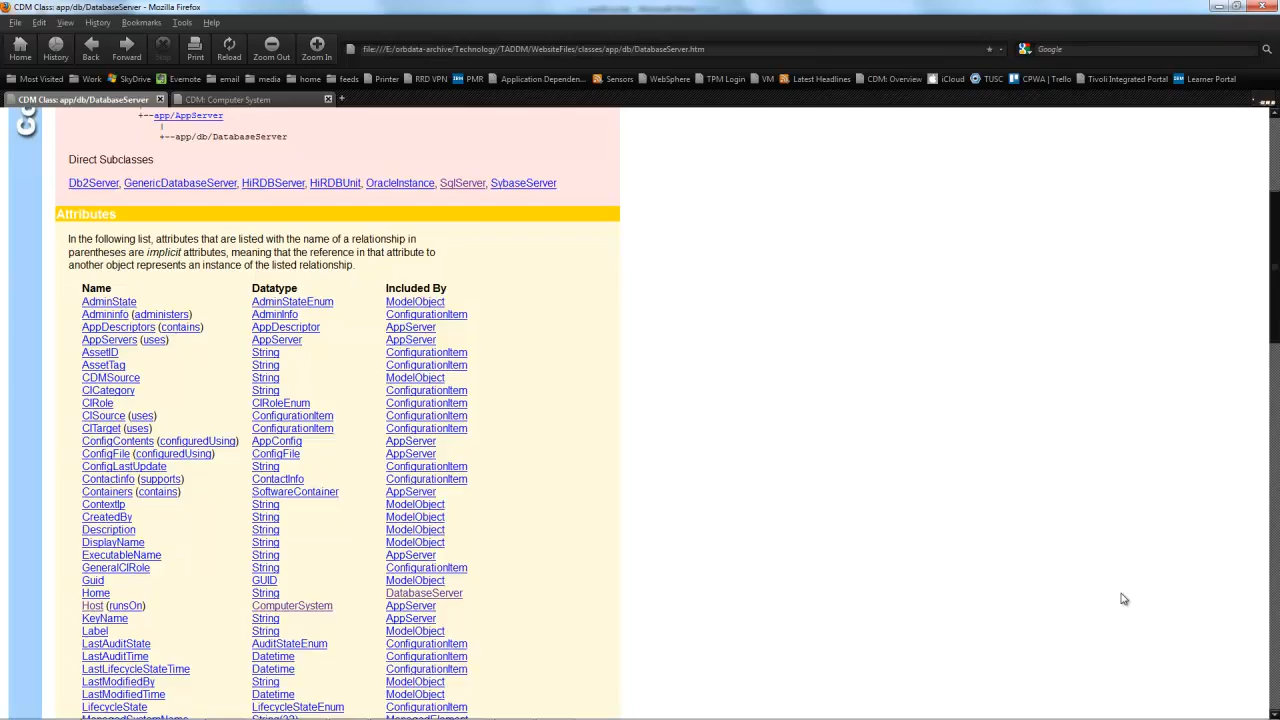 CDM Class: app/db/DatabaseServer - Mozilla Firefox
File Edit View History Bookmarks Tools Help
Home History Back Forward Print Reload Zoom Out Zoom In
file:///E:/orbdata-archive/Technology/TADDM/WebsiteFiles/classes/app/db/DatabaseServer.htm
Google
Most Visited Work SkyDrive Evernote email media home feeds Printer RRD VPN PMR Application Dependen... Sensors WebSphere TPM Login VM Latest Headlines CDM: Overview iCloud TUSC CPWA | Trello Tivoli Integrated Portal Learner Portal
CDM Class: app/db/DatabaseServer CDM: Computer System
+--app/AppServer
|
+--app/db/DatabaseServer
Direct Subclasses
Db2Server, GenericDatabaseServer, HiRDBServer, HiRDBUnit, OracleInstance, SqlServer, SybaseServer
Attributes
In the following list, attributes that are listed with the name of a relationship in
parentheses are implicit attributes, meaning that the reference in that attribute to
another object represents an instance of the listed relationship.
Name Datatype Included By
AdminState AdminStateEnum ModelObject
AdminInfo (administers) AdminInfo ConfigurationItem
AppDescriptors (contains) AppDescriptor AppServer
AppServers (uses) AppServer AppServer
AssetID String ConfigurationItem
AssetTag String ConfigurationItem
CDMSource String ModelObject
CICategory String ConfigurationItem
CIRole CIRoleEnum ConfigurationItem
CISource (uses) ConfigurationItem ConfigurationItem
CITarget (uses) ConfigurationItem ConfigurationItem
ConfigContents (configuredUsing) AppConfig AppServer
ConfigFile (configuredUsing) ConfigFile AppServer
ConfigLastUpdate String ConfigurationItem
ContactInfo (supports) ContactInfo ConfigurationItem
Containers (contains) SoftwareContainer AppServer
ContextIp String ModelObject
CreatedBy String ModelObject
Description String ModelObject
DisplayName String ModelObject
ExecutableName String AppServer
GeneralCIRole String ConfigurationItem
Guid GUID ModelObject
Home String DatabaseServer
Host (runsOn) ComputerSystem AppServer
KeyName String AppServer
Label String ModelObject
LastAuditState AuditStateEnum ConfigurationItem
LastAuditTime Datetime ConfigurationItem
LastLifecycleStateTime Datetime ConfigurationItem
LastModifiedBy String ModelObject
LastModifiedTime Datetime ModelObject
LifecycleState LifecycleStateEnum ConfigurationItem
ManagedSystemName String(32) ManagedElement